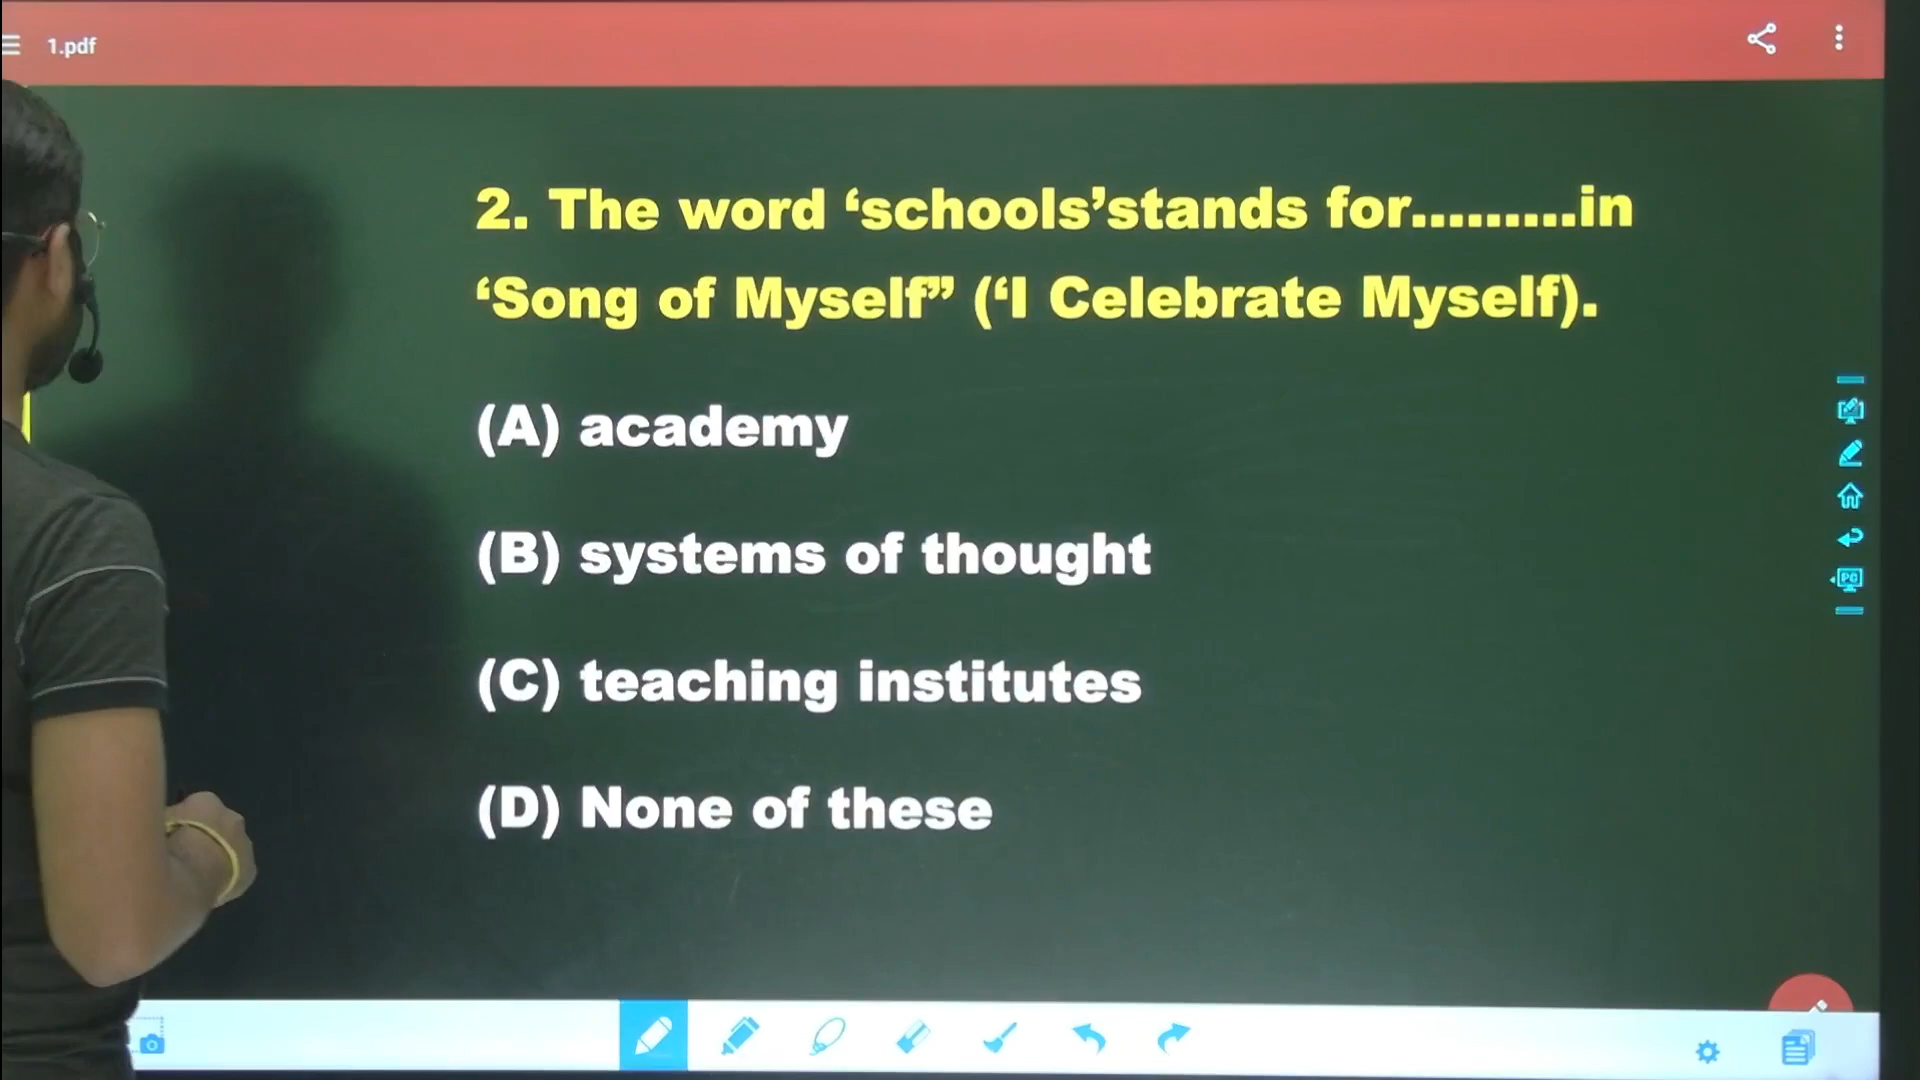 1.pdf
2. The word ‘schools’stands for.........in
‘Song of Myself” (‘I Celebrate Myself).
(A) academy
(B) systems of thought
(C) teaching institutes
(D) None of these
PC